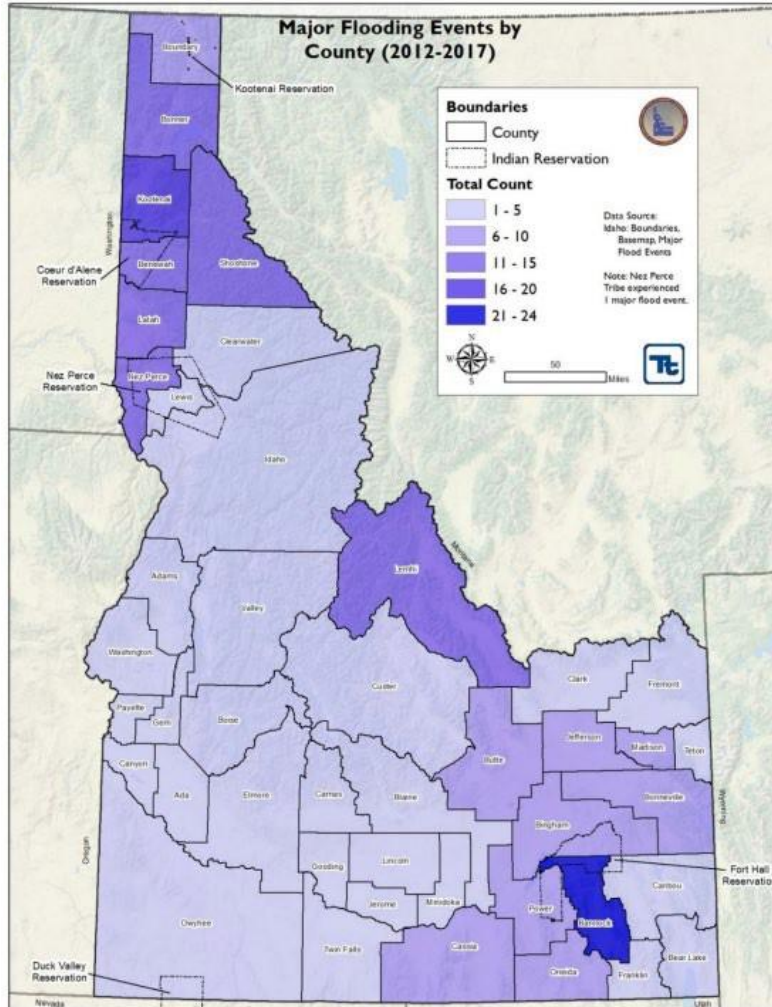 Major Flooding Events by
County (2012-2017)
Boundary
Kootenai Reservation
Bonner
Boundaries
County
Indian Reservation
Total Count
1 - 5
6 - 10
11 - 15
16 - 20
21 - 24
Data Source:
Idaho: Boundaries,
Basemap, Major
Flood Events
Note: Nez Perce
Tribe experienced
1 major flood event.
N
W
E
S
50
Miles
Tt
Kootenai
Washington
Coeur d'Alene
Reservation
Benewah
Shoshone
Latah
Clearwater
Nez Perce
Reservation
Nez Perce
Lewis
Idaho
Montana
Lemhi
Adams
Valley
Washington
Custer
Clark
Fremont
Payette
Gem
Boise
Butte
Jefferson
Madison
Teton
Canyon
Ada
Elmore
Camas
Blaine
Bonneville
Wyoming
Bingham
Oregon
Gooding
Lincoln
Fort Hall
Reservation
Caribou
Jerome
Minidoka
Power
Bannock
Owyhee
Twin Falls
Cassia
Oneida
Bear Lake
Franklin
Duck Valley
Reservation
Nevada
Utah